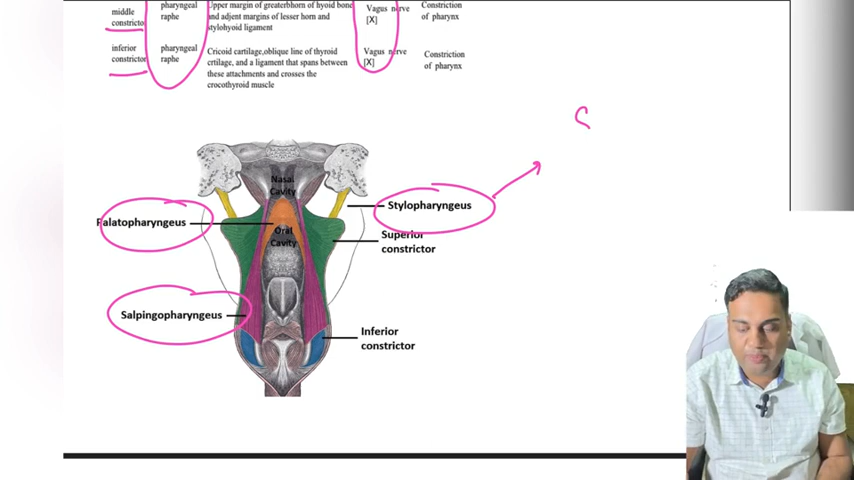 Upper margin of greaterbhorn of hyoid bone
and adjent margins of lesser horn and
stylohyoid ligament
middle
constricto
pharyngeal
raphe
Vagus nerve
[X]
Constriction
of pharynx
inferior
constrictor
pharyngeal
raphe
Cricoid cartilage,oblique line of thyroid
crtilage, and a ligament that spans between
these attachments and crosses the
crocothyroid muscle
Vagus nerve
[X]
Constriction
of pharynx
Nasal
Cavity
Stylopharyngeus
Palatopharyngeus
Oral
Cavity
Superior
constrictor
Salpingopharyngeus
Inferior
constrictor